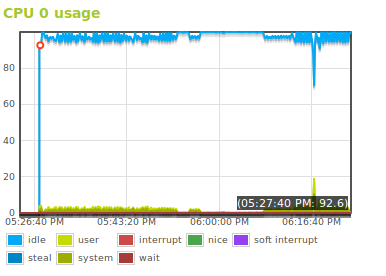 CPU 0 usage
80
60
40
20
0
(05:27:40 PM: 92.6)
05:26:40 PM 05:43:20 PM 06:00:00 PM 06:16:40 PM
idle user interrupt nice soft interrupt
steal system wait